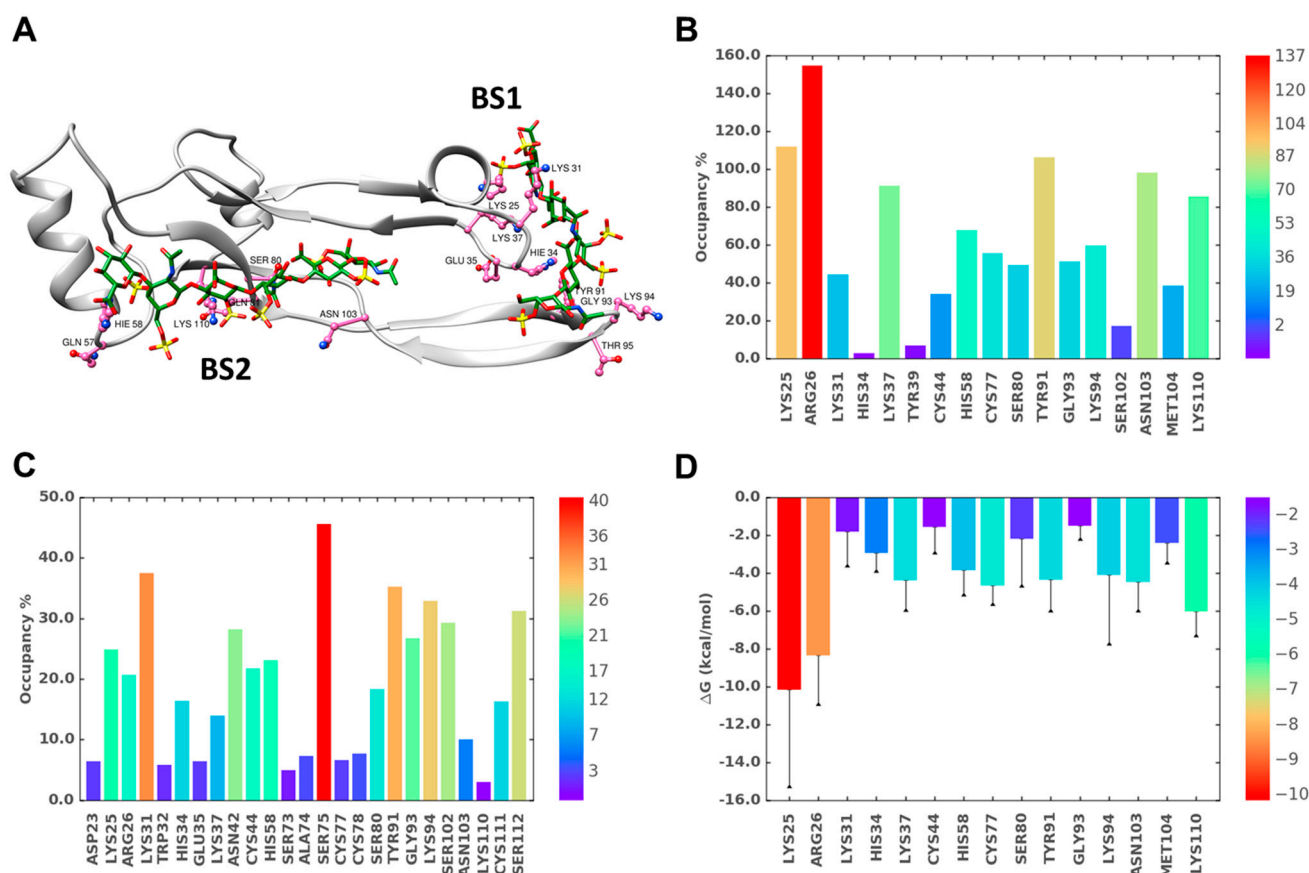 A
BS1
LYS 31
LYS 25
LYS 37
SER 80
GLU 35
HIE 34
TYR 91
GLY 93
LYS 94
GLN 81
ASN 103
HIE 58
LYS 110
GLN 57
THR 95
BS2
B
160.0
140.0
120.0
100.0
80.0
60.0
40.0
20.0
0.0
Occupancy %
LYS25
ARG26
LYS31
HIS34
LYS37
TYR39
CYS44
HIS58
CYS77
SER80
TYR91
GLY93
LYS94
SER102
ASN103
MET104
LYS110
137
104
87
70
53
36
19
2
C
50.0
40.0
30.0
20.0
10.0
0.0
Occupancy %
ASP23
LYS25
ARG26
LYS31
TRP32
HIS34
GLU35
LYS37
ASN42
CYS44
HIS58
SER73
ALA74
SER75
CYS77
CYS78
SER80
TYR91
GLY93
LYS94
SER102
ASN103
LYS110
CYS111
SER112
40
36
31
26
21
17
12
7
3
D
0.0
-2.0
-4.0
-6.0
-8.0
-10.0
-12.0
-14.0
-16.0
ΔG (kcal/mol)
LYS25
ARG26
LYS31
HIS34
LYS37
CYS44
HIS58
CYS77
SER80
TYR91
GLY93
LYS94
ASN103
MET104
LYS110
−2
−3
−4
−5
−6
−7
−8
−9
−10